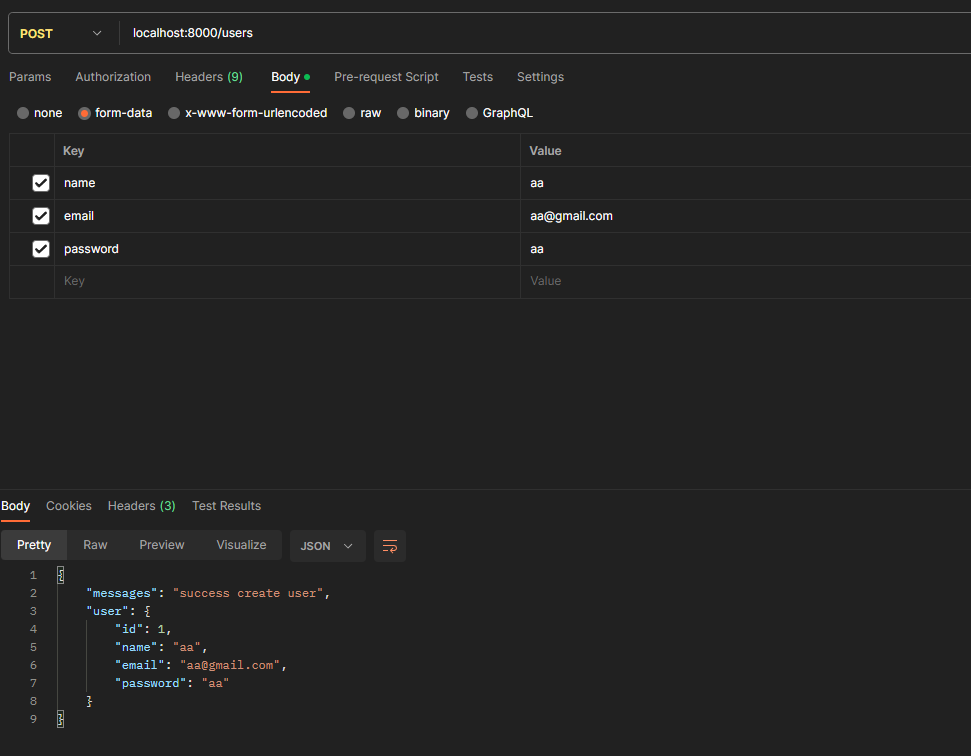 POST localhost:8000/users
Params Authorization Headers (9) Body Pre-request Script Tests Settings
none form-data x-www-form-urlencoded raw binary GraphQL
Key Value
name aa
email aa@gmail.com
password aa
Key Value
Body Cookies Headers (3) Test Results
Pretty Raw Preview Visualize JSON
1 {
2 "messages": "success create user",
3 "user": {
4 "id": 1,
5 "name": "aa",
6 "email": "aa@gmail.com",
7 "password": "aa"
8 }
9 }